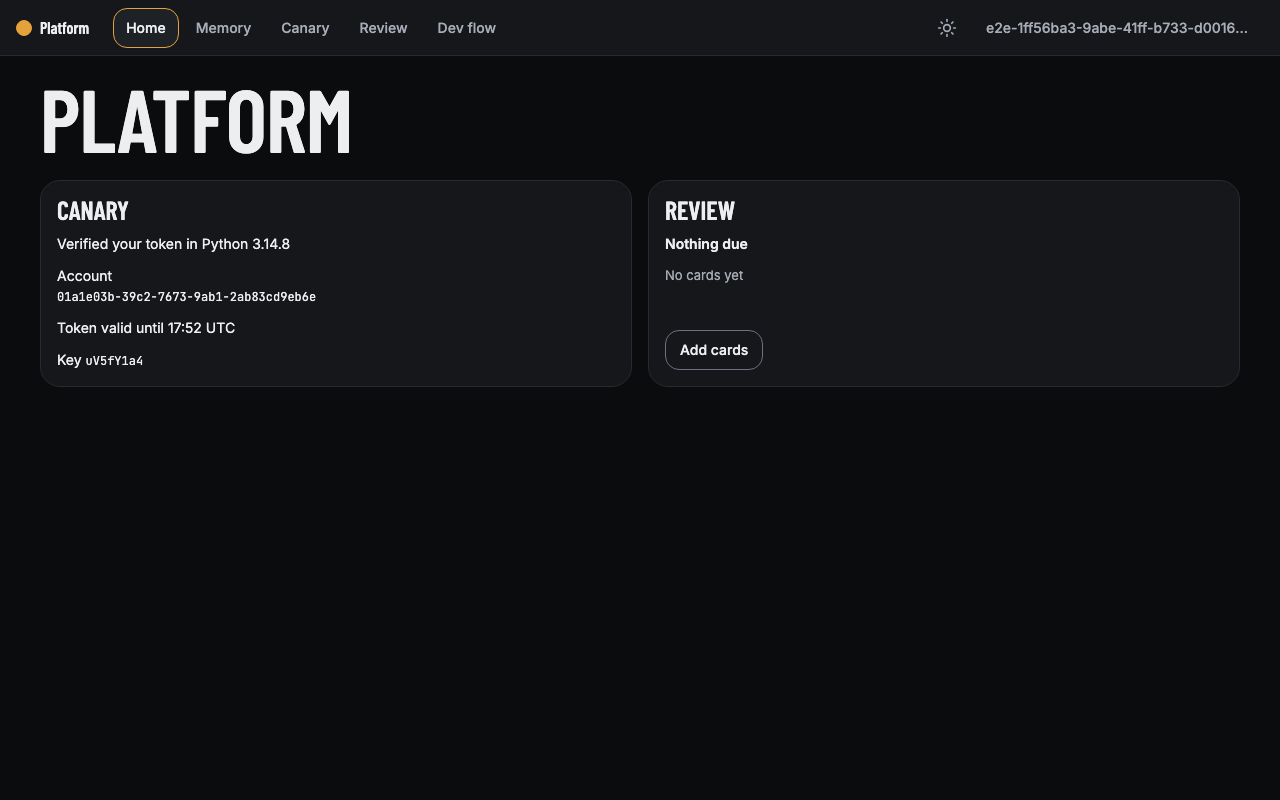 Platform
Home
Memory
Canary
Review
Dev flow
e2e-1ff56ba3-9abe-41ff-b733-d0016...
PLATFORM
CANARY
Verified your token in Python 3.14.8
Account
01a1e03b-39c2-7673-9ab1-2ab83cd9eb6e
Token valid until 17:52 UTC
Key uV5fY1a4
REVIEW
Nothing due
No cards yet
Add cards